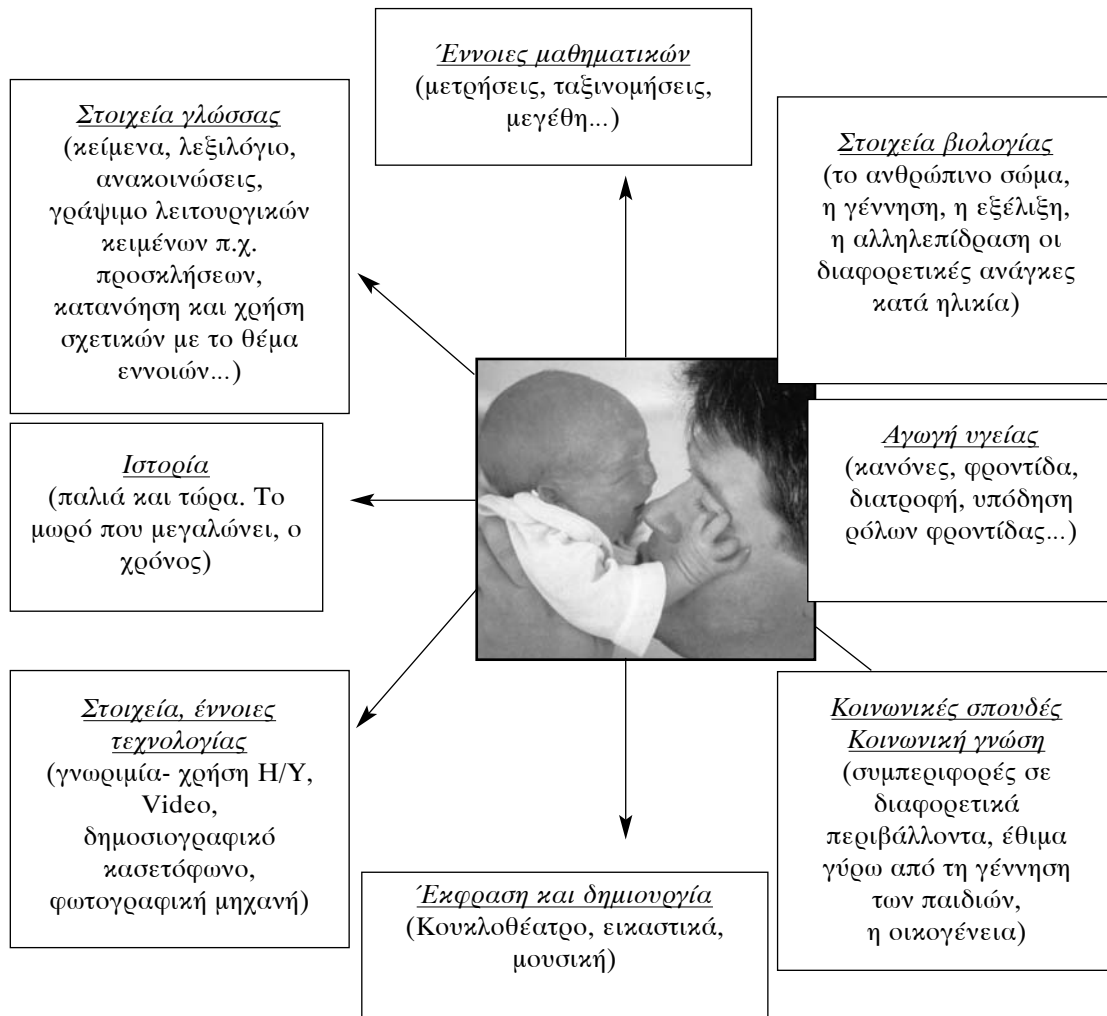 Έννοιες μαθηματικών
(μετρήσεις, ταξινομήσεις,
μεγέθη...)
Στοιχεία γλώσσας
(κείμενα, λεξιλόγιο,
ανακοινώσεις,
γράψιμο λειτουργικών
κειμένων π.χ.
προσκλήσεων,
κατανόηση και χρήση
σχετικών με το θέμα
εννοιών...)
Στοιχεία βιολογίας
(το ανθρώπινο σώμα,
η γέννηση, η εξέλιξη,
η αλληλεπίδραση οι
διαφορετικές ανάγκες
κατά ηλικία)
Ιστορία
(παλιά και τώρα. Το
μωρό που μεγαλώνει, ο
χρόνος)
Αγωγή υγείας
(κανόνες, φροντίδα,
διατροφή, υπόδηση
ρόλων φροντίδας...)
Στοιχεία, έννοιες
τεχνολογίας
(γνωριμία- χρήση Η/Υ,
Video,
δημοσιογραφικό
κασετόφωνο,
φωτογραφική μηχανή)
Έκφραση και δημιουργία
(Κουκλοθέατρο, εικαστικά,
μουσική)
Κοινωνικές σπουδές
Κοινωνική γνώση
(συμπεριφορές σε
διαφορετικά
περιβάλλοντα, έθιμα
γύρω από τη γέννηση
των παιδιών,
η οικογένεια)